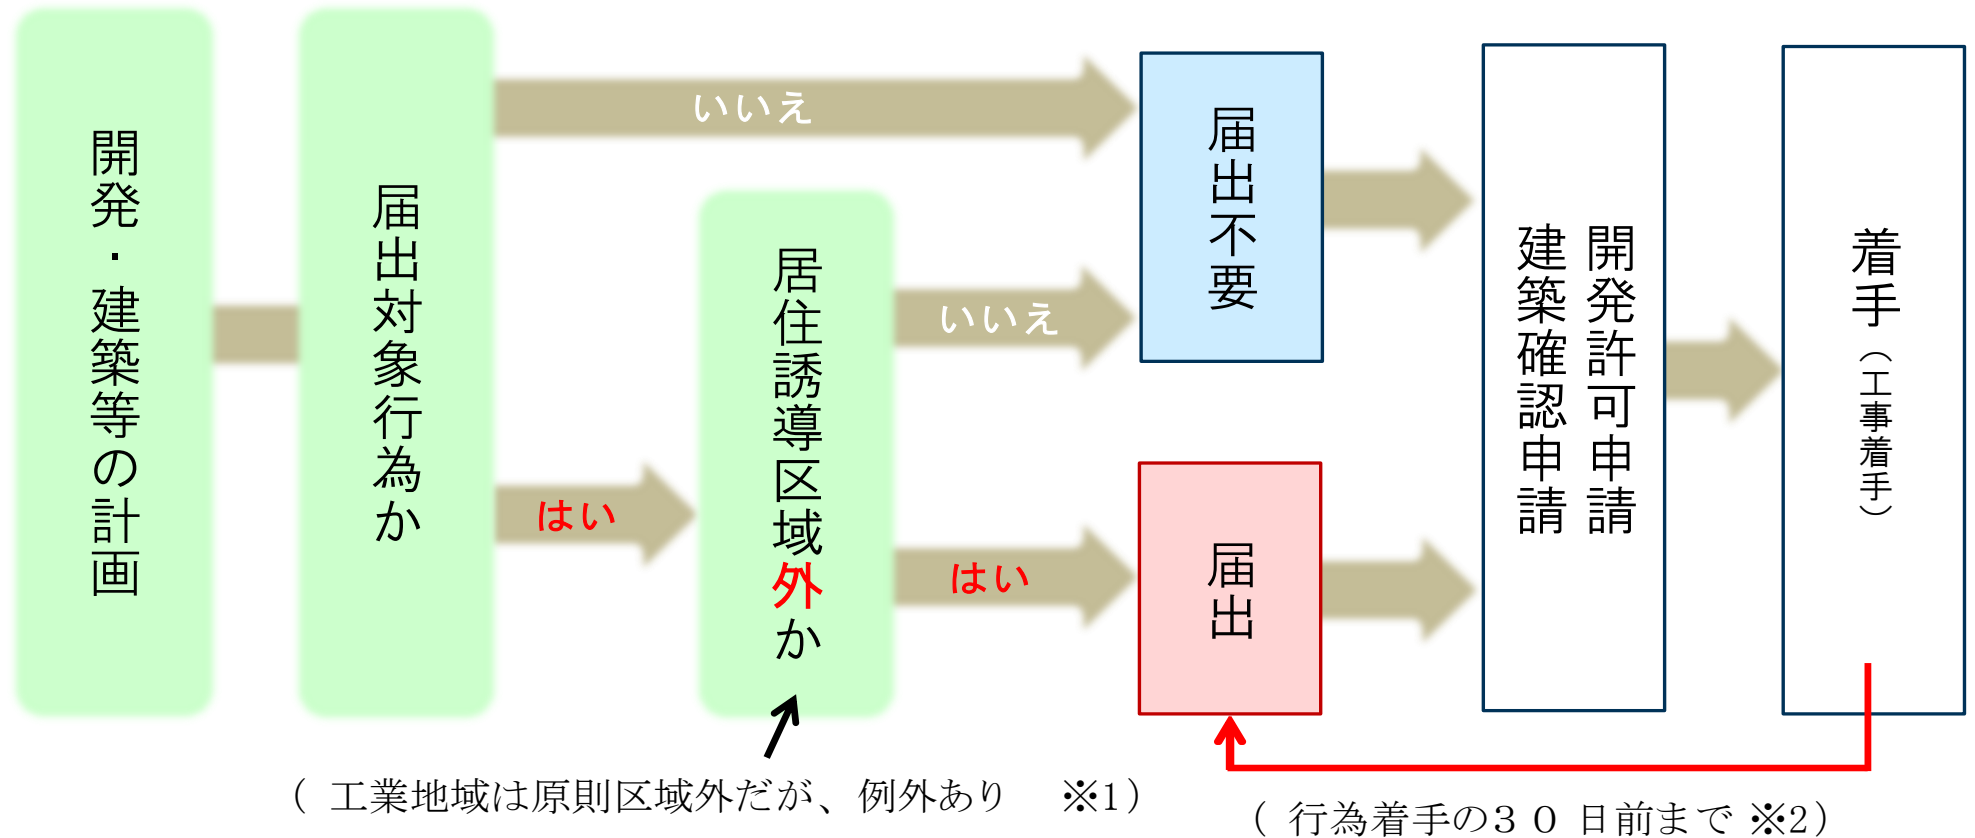 開発・建築等の計画
届出対象行為か
いいえ
はい
居住誘導区域外か
いいえ
はい
届出不要
届出
開発許可申請
建築確認申請
着手（工事着手）
（ 工業地域は原則区域外だが、例外あり　※1）
（ 行為着手の３０ 日前まで ※2）